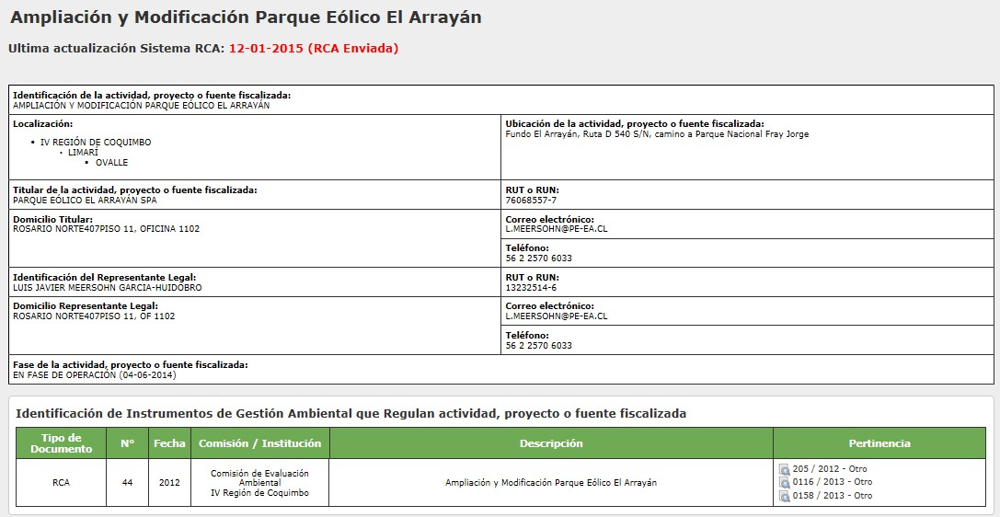 Ampliación y Modificación Parque Eólico El Arrayán
Ultima actualización Sistema RCA: 12-01-2015 (RCA Enviada)
Identificación de la actividad, proyecto o fuente fiscalizada:
AMPLIACIÓN Y MODIFICACIÓN PARQUE EÓLICO EL ARRAYÁN
Localización:
IV REGIÓN DE COQUIMBO
LIMARÍ
OVALLE
Ubicación de la actividad, proyecto o fuente fiscalizada:
Fundo El Arrayán, Ruta D 540 S/N, camino a Parque Nacional Fray Jorge
Titular de la actividad, proyecto o fuente fiscalizada:
PARQUE EÓLICO EL ARRAYÁN SPA
RUT o RUN:
76068557-7
Domicilio Titular:
ROSARIO NORTE407PISO 11, OFICINA 1102
Correo electrónico:
L.MEERSOHN@PE-EA.CL
Teléfono:
56 2 2570 6033
Identificación del Representante Legal:
LUIS JAVIER MEERSOHN GARCIA-HUIDOBRO
RUT o RUN:
13232514-6
Domicilio Representante Legal:
ROSARIO NORTE407PISO 11, OF 1102
Correo electrónico:
L.MEERSOHN@PE-EA.CL
Teléfono:
56 2 2570 6033
Fase de la actividad, proyecto o fuente fiscalizada:
EN FASE DE OPERACIÓN (04-06-2014)
Identificación de Instrumentos de Gestión Ambiental que Regulan actividad, proyecto o fuente fiscalizada
Tipo de
Documento
N°
Fecha
Comisión / Institución
Descripción
Pertinencia
RCA
44
2012
Comisión de Evaluación
Ambiental
IV Región de Coquimbo
Ampliación y Modificación Parque Eólico El Arrayán
205 / 2012 - Otro
0116 / 2013 - Otro
0158 / 2013 - Otro